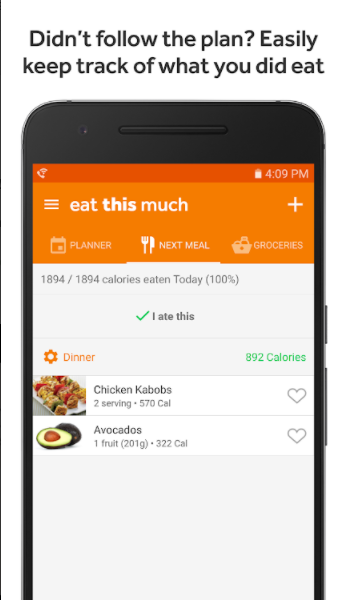 Didn’t follow the plan? Easily
keep track of what you did eat
4:09 PM
eat this much
PLANNER
NEXT MEAL
GROCERIES
1894 / 1894 calories eaten Today (100%)
I ate this
Dinner
892 Calories
Chicken Kabobs
2 serving • 570 Cal
Avocados
1 fruit (201g) • 322 Cal